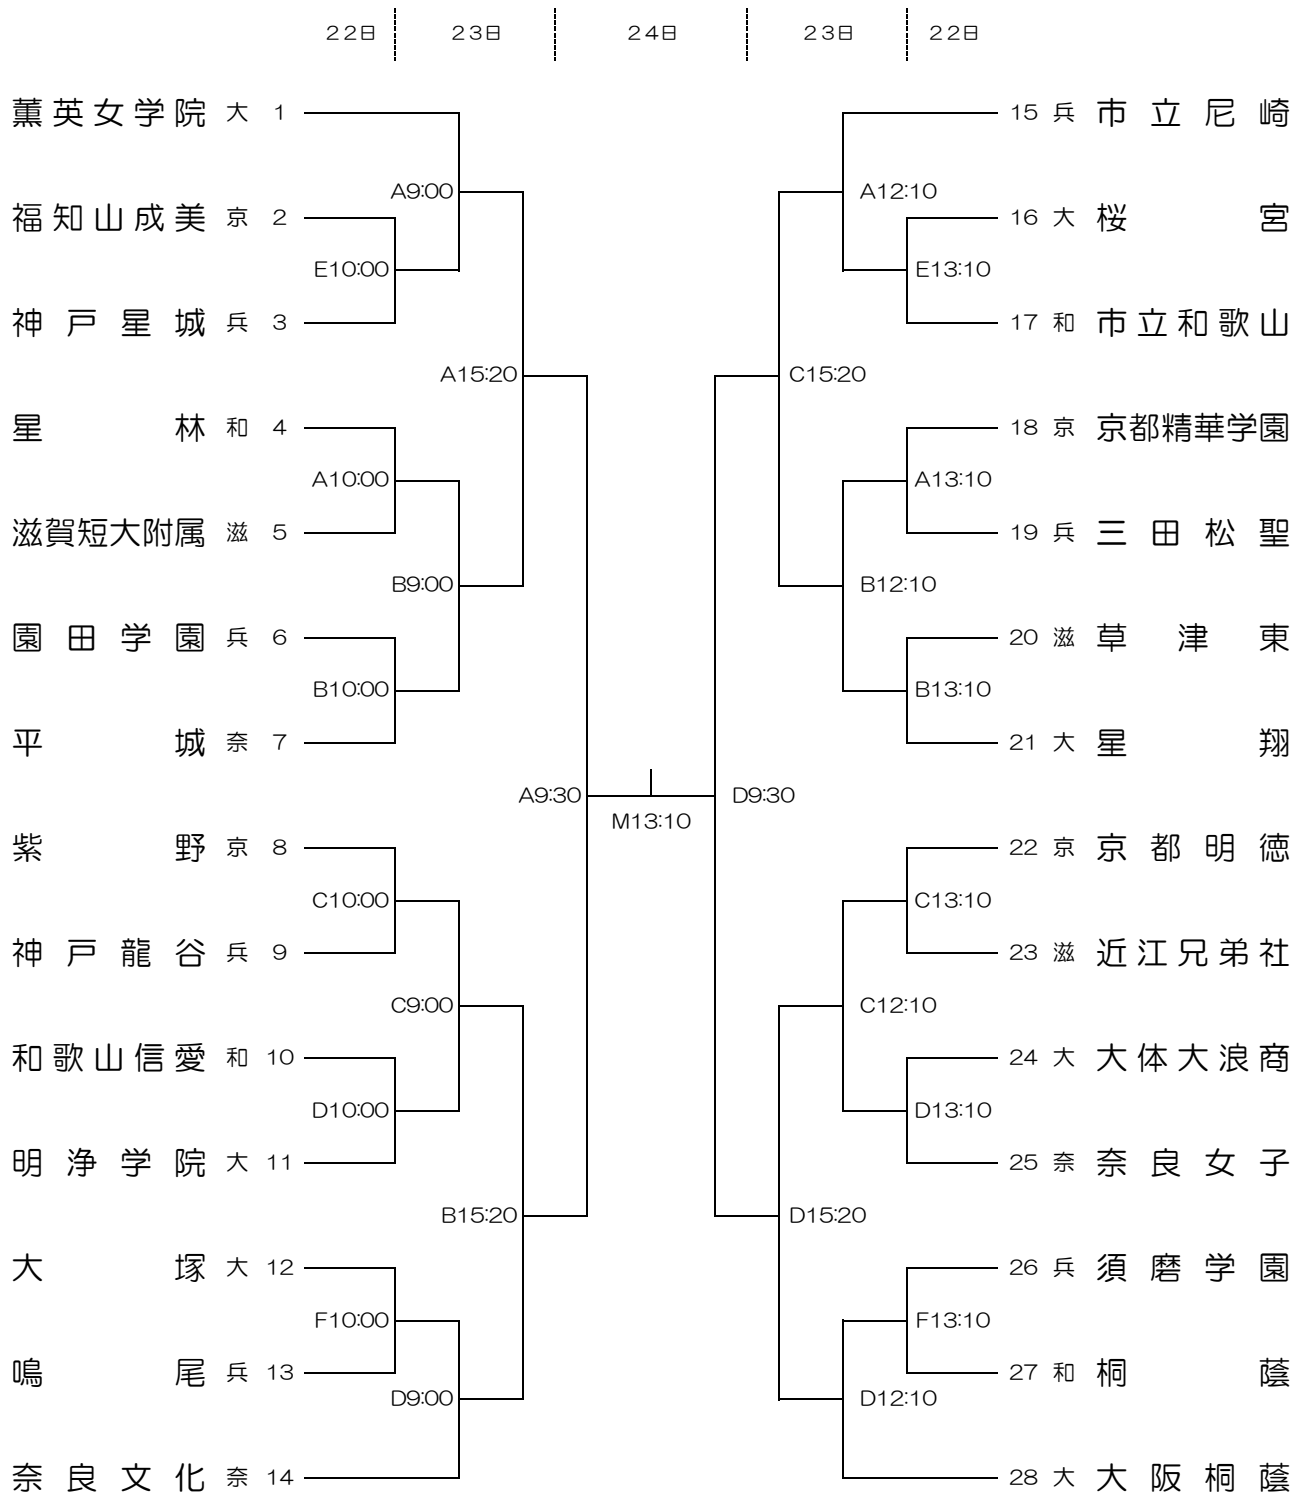 22日 23日 24日 23日 22日
薫英女学院 大 1 15 兵 市立尼崎
A9:00 A12:10
福知山成美 京 2 16 大 桜宮
E10:00 E13:10
神戸星城 兵 3 17 和 市立和歌山
A15:20 C15:20
星林 和 4 18 京 京都精華学園
A10:00 A13:10
滋賀短大附属 滋 5 19 兵 三田松聖
B9:00 B12:10
園田学園 兵 6 20 滋 草津東
B10:00 B13:10
平城 奈 7 21 大 星翔
A9:30 D9:30
M13:10
紫野 京 8 22 京 京都明徳
C10:00 C13:10
神戸龍谷 兵 9 23 滋 近江兄弟社
C9:00 C12:10
和歌山信愛 和 10 24 大 大体大浪商
D10:00 D13:10
明浄学院 大 11 25 奈 奈良女子
B15:20 D15:20
大塚 大 12 26 兵 須磨学園
F10:00 F13:10
鳴尾 兵 13 27 和 桐蔭
D9:00 D12:10
奈良文化 奈 14 28 大 大阪桐蔭